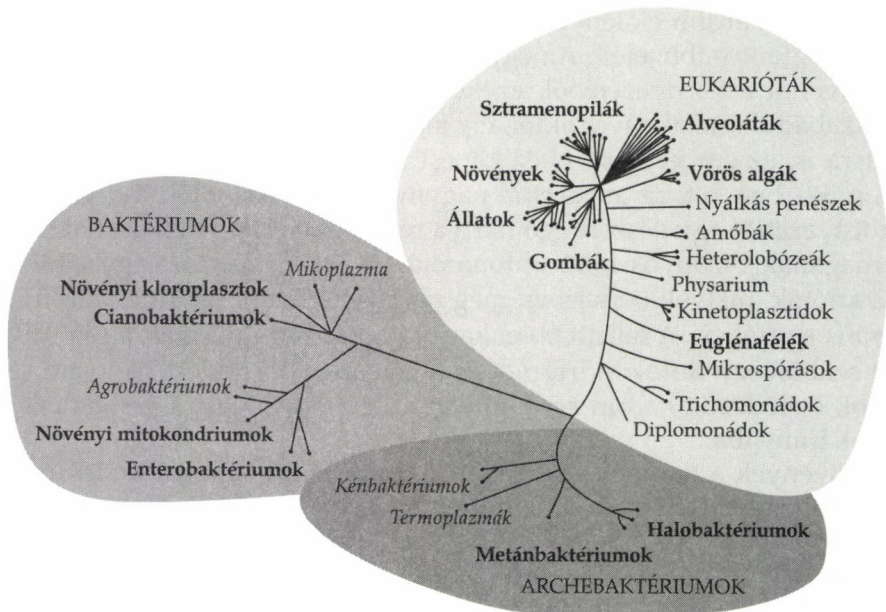 EUKARIÓTÁK
Sztramenopilák
Alveoláták
Növények
Vörös algák
Nyálkás penészek
Állatok
Amőbák
Gombák
Heterolobózeák
Physarium
Kinetoplasztidok
Euglénafélék
Mikrospórások
Trichomonádok
Diplomonádok
BAKTÉRIUMOK
Mikoplazma
Növényi kloroplasztok
Cianobaktériumok
Agrobaktériumok
Növényi mitokondriumok
Enterobaktériumok
Kénbaktériumok
Termoplazmák
Halobaktériumok
Metánbaktériumok
ARCHEBAKTÉRIUMOK